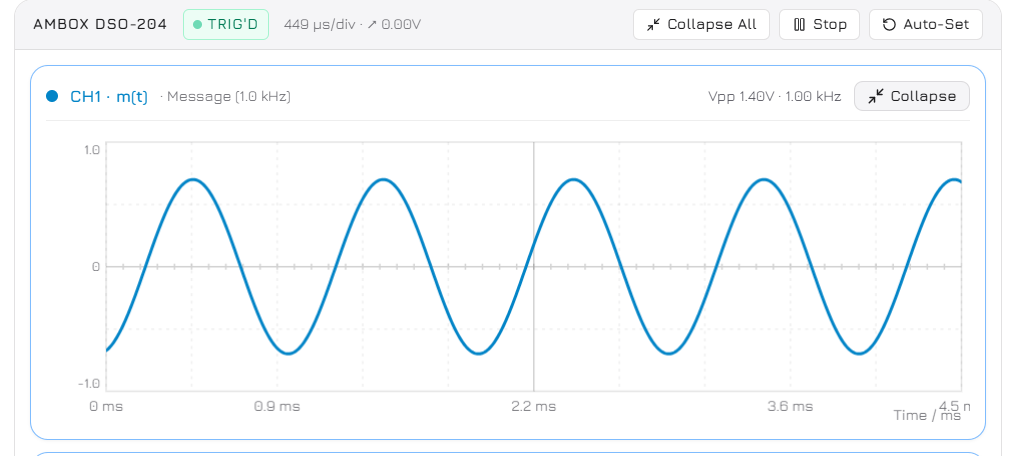 AMBOX DSO-204 TRIG'D 449 µs/div · ↗ 0.00V Collapse All Stop Auto-Set
CH1 · m(t) · Message (1.0 kHz) Vpp 1.40V · 1.00 kHz Collapse
1.0
0
-1.0
0 ms 0.9 ms 2.2 ms 3.6 ms 4.5 m
Time / ms